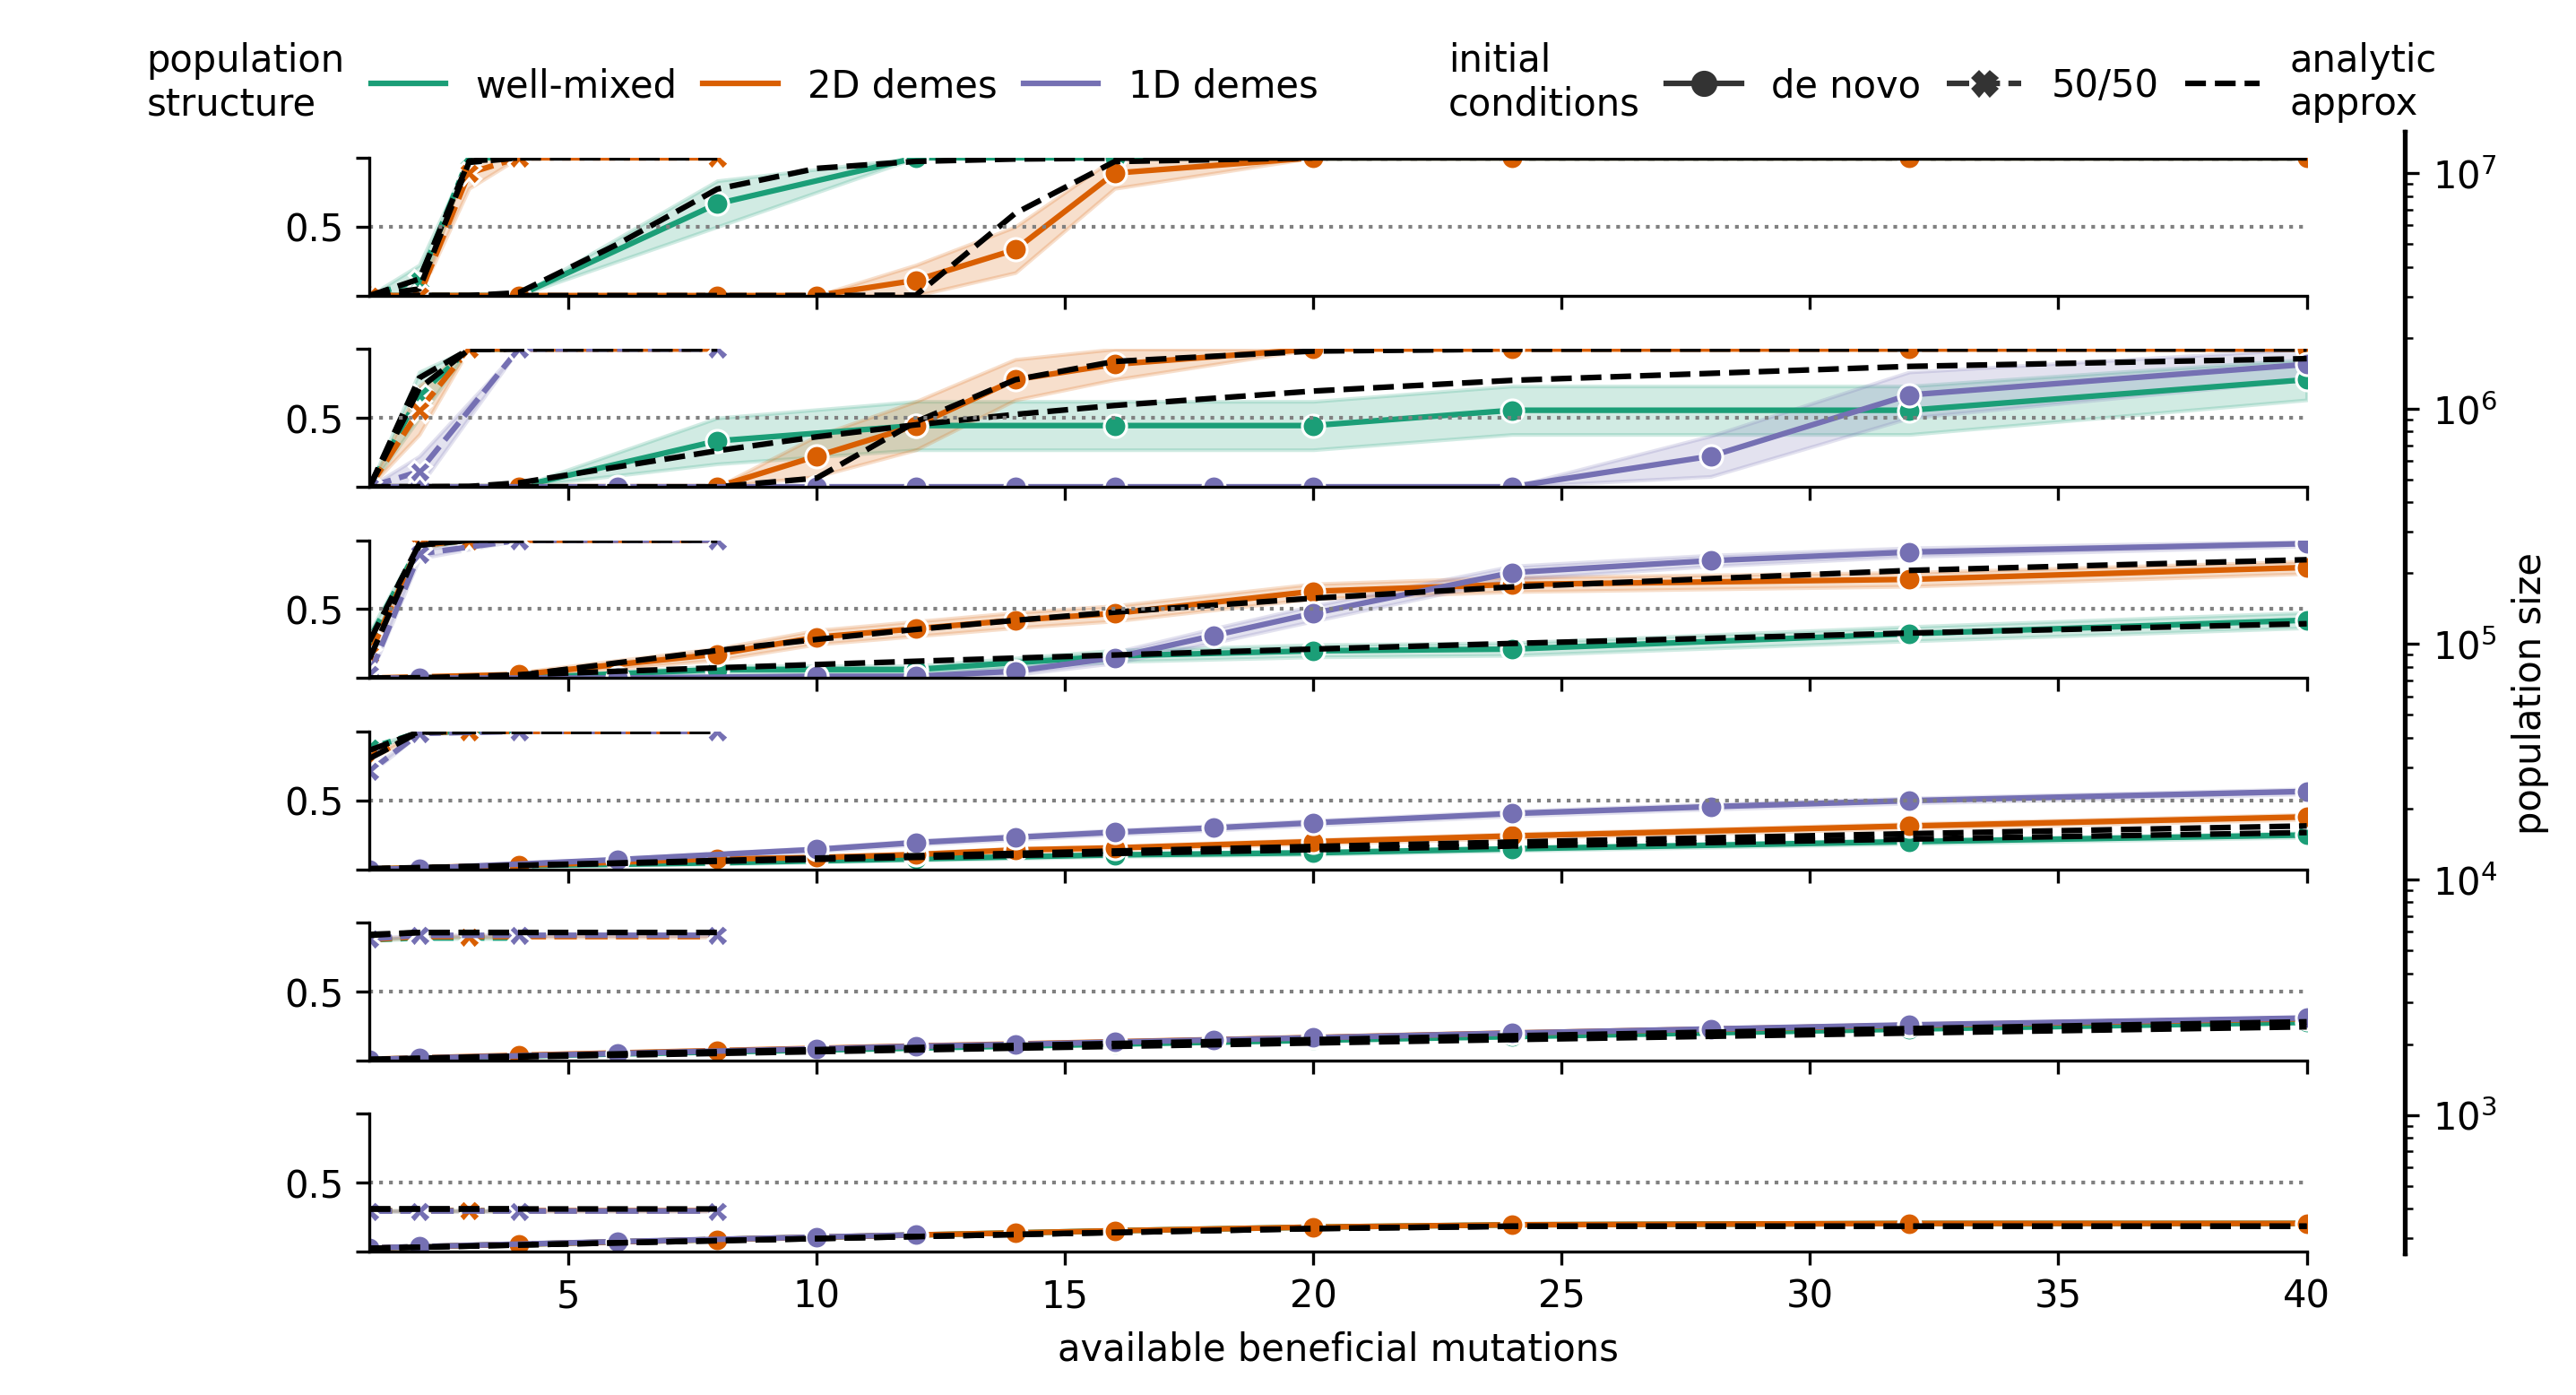 population structure
well-mixed
2D demes
1D demes
initial conditions
de novo
50/50
analytic approx
0.5
0.5
0.5
0.5
0.5
0.5
10⁷
10⁶
10⁵
10⁴
10³
population size
5 10 15 20 25 30 35 40
available beneficial mutations